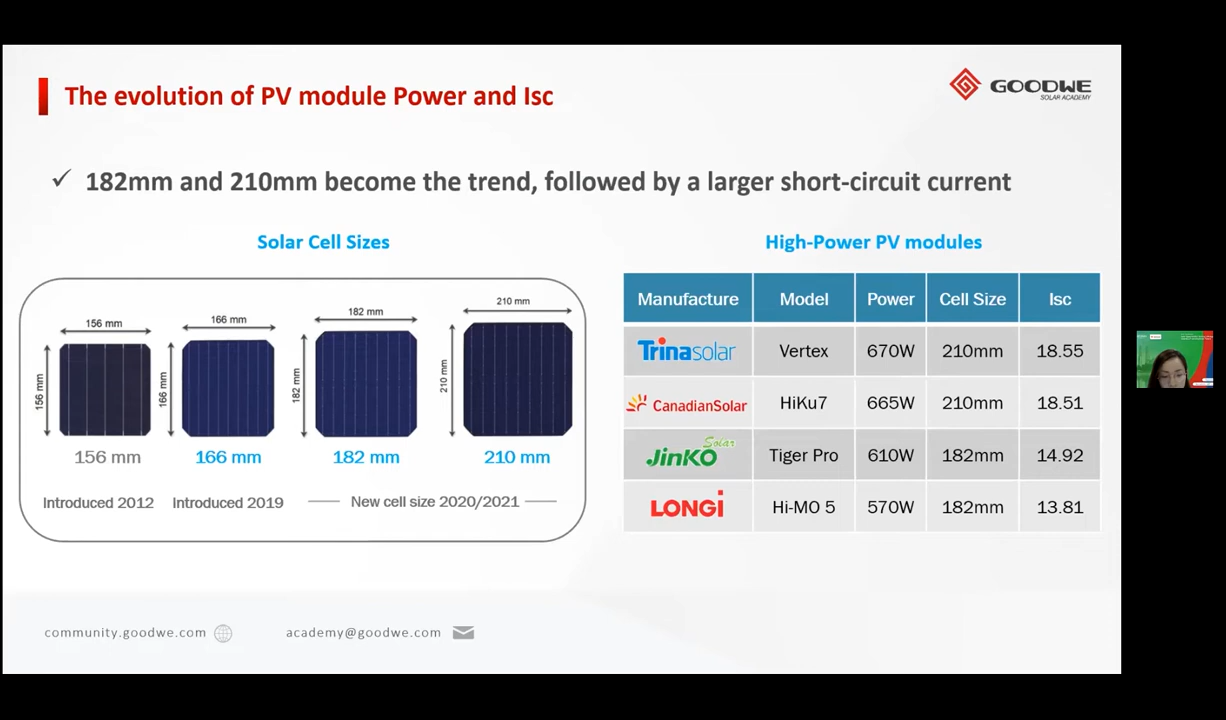 The evolution of PV module Power and Isc
GOODWE
SOLAR ACADEMY
✓ 182mm and 210mm become the trend, followed by a larger short-circuit current
Solar Cell Sizes
156 mm
156 mm
156 mm
Introduced 2012
166 mm
166 mm
166 mm
Introduced 2019
182 mm
182 mm
182 mm
210 mm
210 mm
210 mm
New cell size 2020/2021
High-Power PV modules
Manufacture Model Power Cell Size Isc
Trinasolar Vertex 670W 210mm 18.55
CanadianSolar HiKu7 665W 210mm 18.51
JinKO Solar Tiger Pro 610W 182mm 14.92
LONGi Hi-MO 5 570W 182mm 13.81
community.goodwe.com
academy@goodwe.com